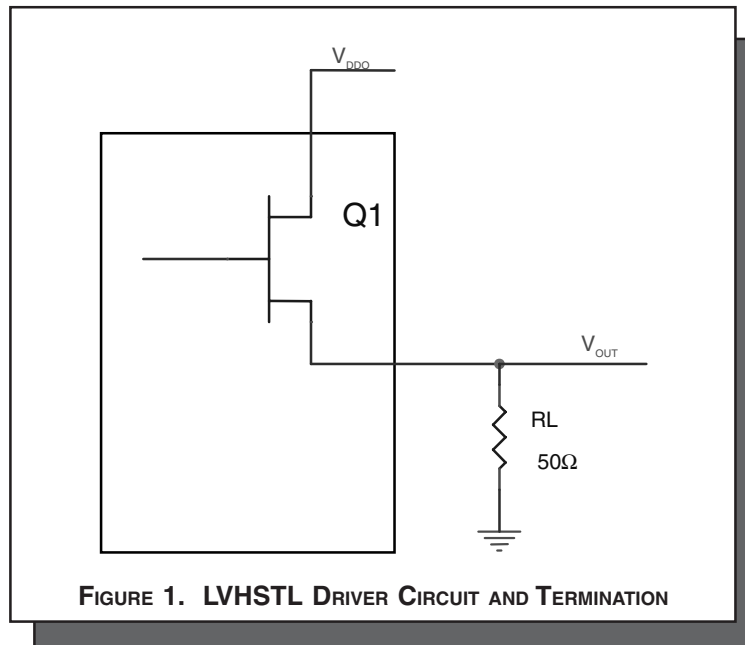 VDDO
Q1
VOUT
RL
50Ω
FIGURE 1. LVHSTL DRIVER CIRCUIT AND TERMINATION